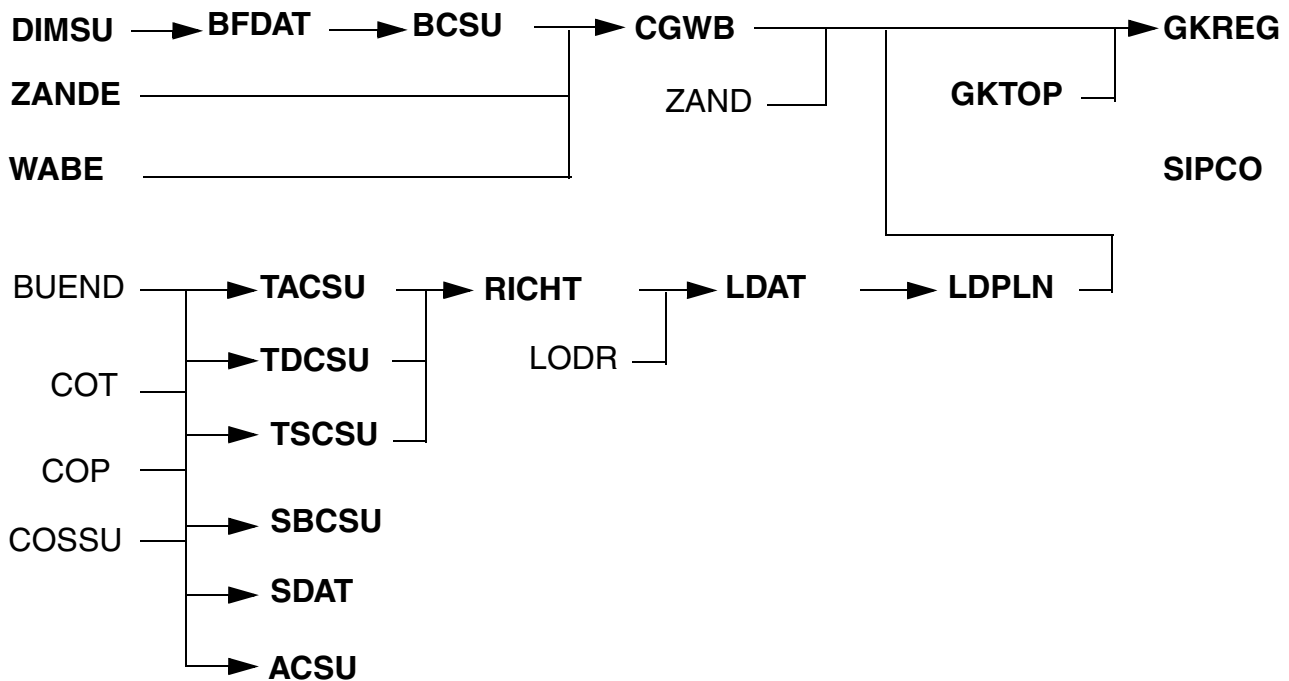 DIMSU BFDAT BCSU CGWB GKREG
ZANDE ZAND GKTOP
WABE SIPCO
BUEND TACSU RICHT LDAT LDPLN
TDCSU LODR
COT
TSCSU
COP
SBCSU
COSSU
SDAT
ACSU